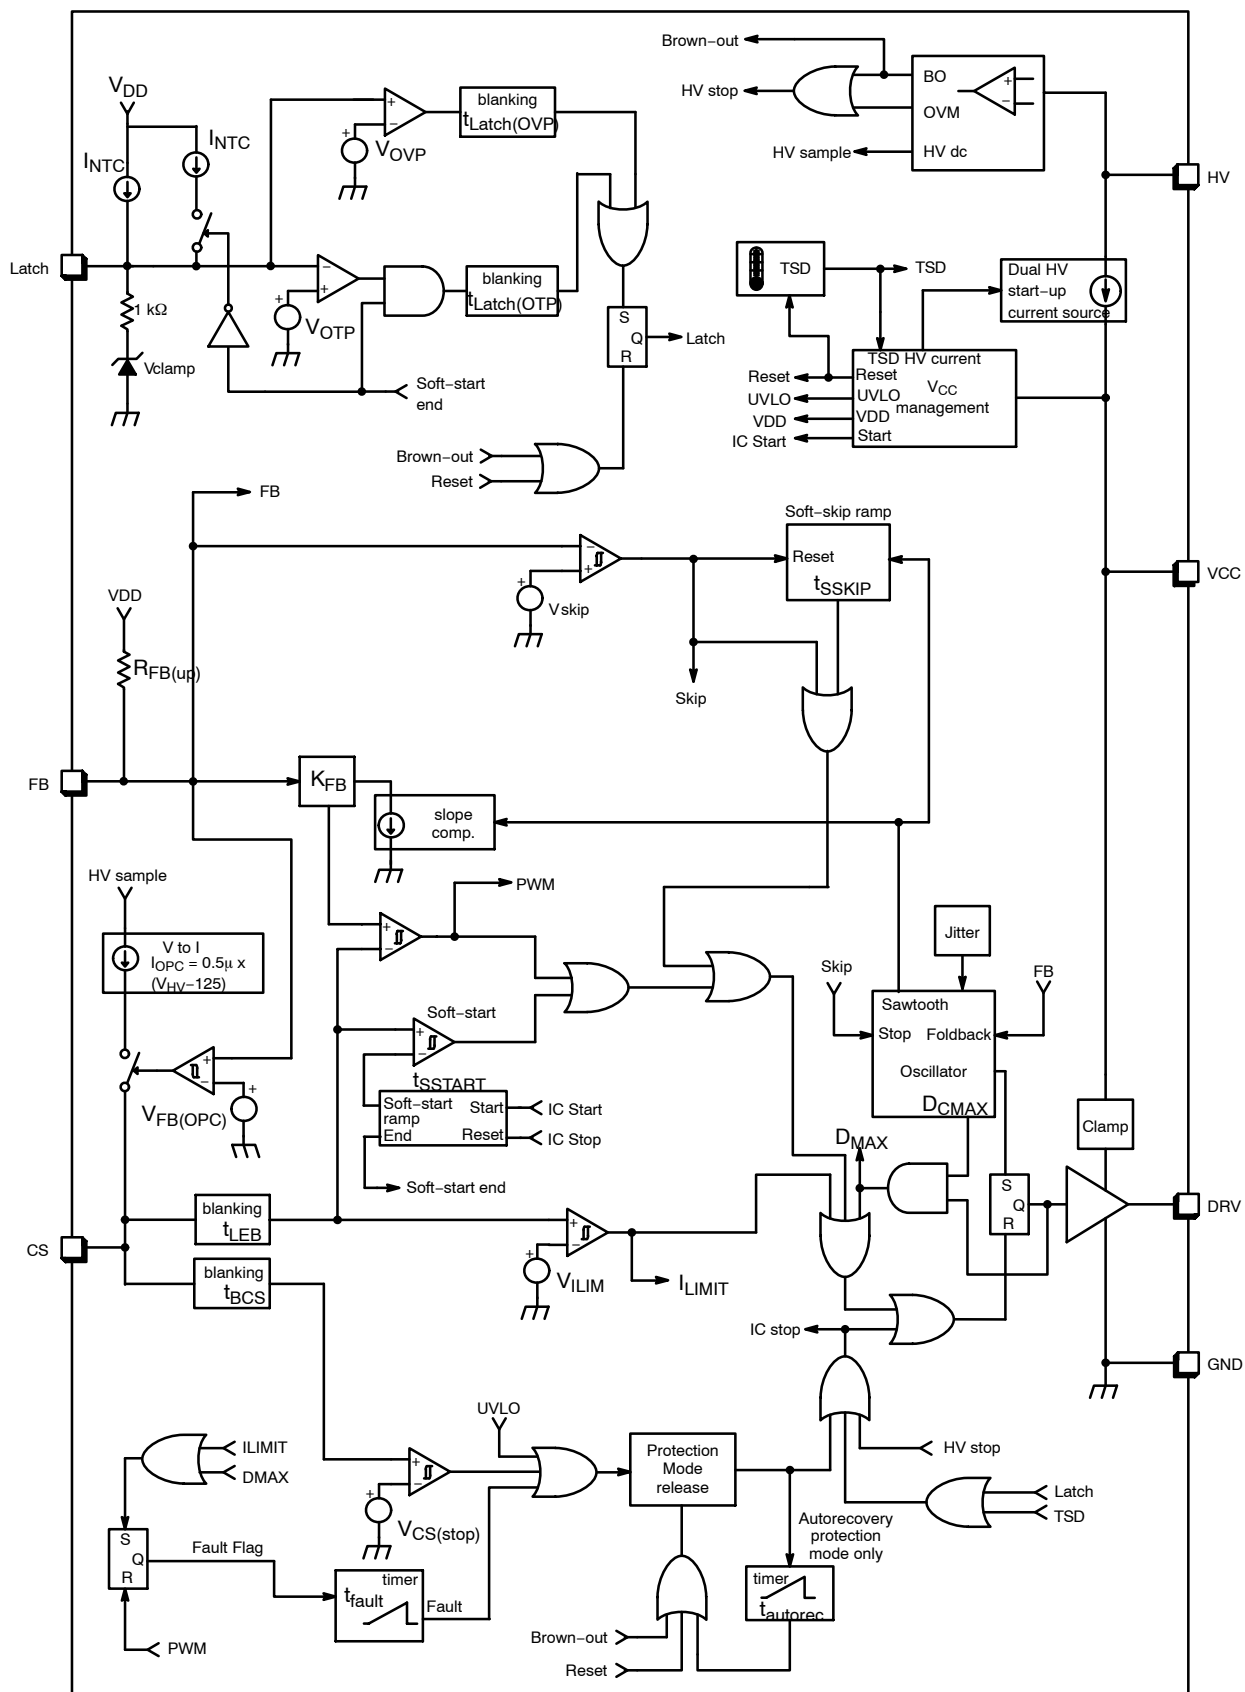 Brown−out
HV stop
BO
OVM
HV sample
HV dc
+
−
HV
VDD
INTC
INTC
+
−
VOVP
+
blanking
tLatch(OVP)
Latch
1 kΩ
Vclamp
−
+
VOTP
+
blanking
tLatch(OTP)
S
Q
R
Latch
Soft-start
end
TSD
TSD
Dual HV
start-up
current source
TSD HV current
Reset
Reset
UVLO
UVLO
VCC
management
VDD
VDD
IC Start
Start
Brown−out
Reset
FB
Soft−skip ramp
−
+
Reset
tSSKIP
+
Vskip
VCC
VDD
RFB(up)
Skip
FB
KFB
slope
comp.
HV sample
PWM
V to I
IOPC = 0.5μ x
(VHV−125)
+
−
Jitter
Skip
FB
Sawtooth
Stop
Foldback
Oscillator
DCMAX
Soft−start
+
−
+
−
VFB(OPC)
+
tSSTART
Soft−start
ramp
Start
IC Start
End
Reset
IC Stop
Soft−start end
DMAX
Clamp
S
Q
R
DRV
blanking
tLEB
CS
blanking
tBCS
+
−
+
VILIM
ILIMIT
IC stop
GND
UVLO
ILIMIT
DMAX
+
−
+
VCS(stop)
Protection
Mode
release
HV stop
Latch
TSD
Autorecovery
protection
mode only
S
Q
R
Fault Flag
timer
tfault
Fault
timer
tautorec
PWM
Brown−out
Reset